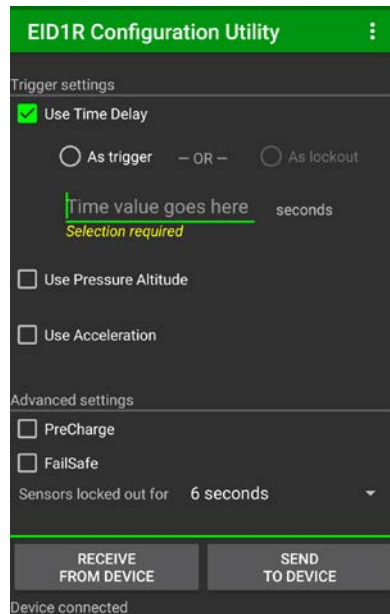 EID1R Configuration Utility
Trigger settings
Use Time Delay
As trigger – OR – As lockout
Time value goes here seconds
Selection required
Use Pressure Altitude
Use Acceleration
Advanced settings
PreCharge
FailSafe
Sensors locked out for 6 seconds
RECEIVE SEND
FROM DEVICE TO DEVICE
Device connected